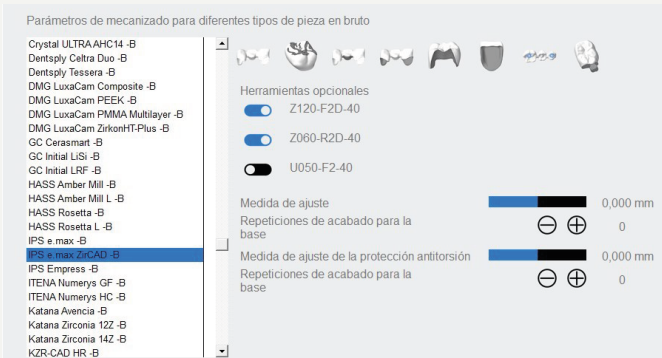 Parámetros de mecanizado para diferentes tipos de pieza en bruto
Crystal ULTRA AHC14 -B
Dentsply Celtra Duo -B
Dentsply Tessera -B
DMG LuxaCam Composite -B
DMG LuxaCam PEEK -B
DMG LuxaCam PMMA Multilayer -B
DMG LuxaCam ZirkonHT-Plus -B
GC Cerasmart -B
GC Initial LiSi -B
GC Initial LRF -B
HASS Amber Mill -B
HASS Amber Mill L -B
HASS Rosetta -B
HASS Rosetta L -B
IPS e.max -B
IPS e.max ZirCAD -B
IPS Empress -B
ITENA Numerys GF -B
ITENA Numerys HC -B
Katana Avencia -B
Katana Zirconia 12Z -B
Katana Zirconia 14Z -B
KZR-CAD HR -B
Herramientas opcionales
Z120-F2D-40
Z060-R2D-40
U050-F2-40
Medida de ajuste 0,000 mm
Repeticiones de acabado para la
base 0
Medida de ajuste de la protección antitorsión 0,000 mm
Repeticiones de acabado para la
base 0